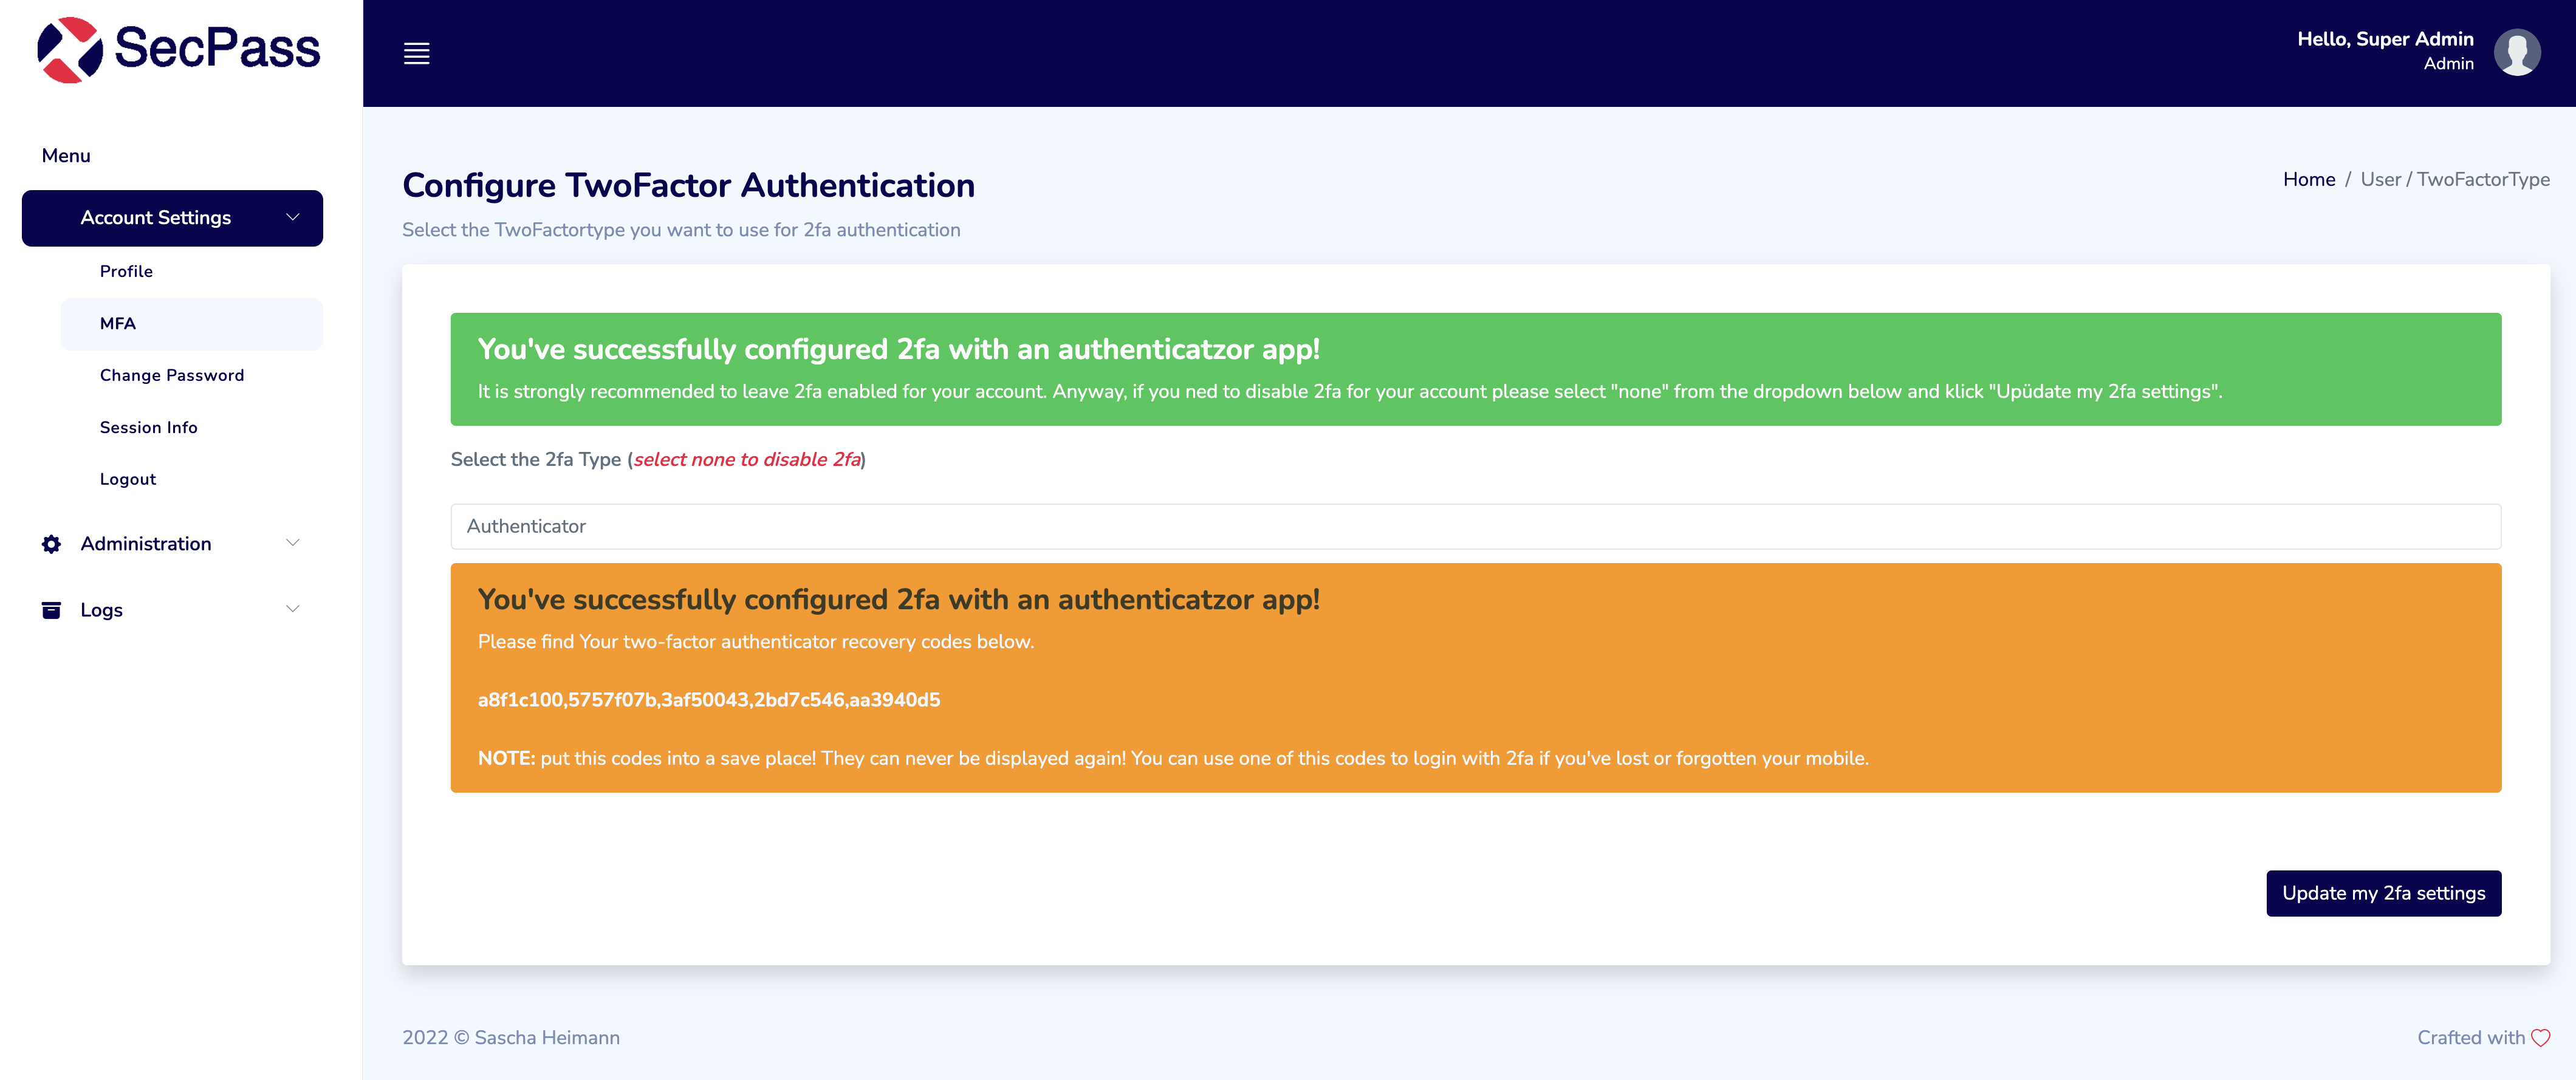 SecPass
Hello, Super Admin
Admin
Menu
Account Settings
Profile
MFA
Change Password
Session Info
Logout
Administration
Logs
Configure TwoFactor Authentication
Home / User / TwoFactorType
Select the TwoFactortype you want to use for 2fa authentication
You've successfully configured 2fa with an authenticatzor app!
It is strongly recommended to leave 2fa enabled for your account. Anyway, if you ned to disable 2fa for your account please select "none" from the dropdown below and klick "Upüdate my 2fa settings".
Select the 2fa Type (select none to disable 2fa)
Authenticator
You've successfully configured 2fa with an authenticatzor app!
Please find Your two-factor authenticator recovery codes below.
a8f1c100,5757f07b,3af50043,2bd7c546,aa3940d5
NOTE: put this codes into a save place! They can never be displayed again! You can use one of this codes to login with 2fa if you've lost or forgotten your mobile.
Update my 2fa settings
2022 © Sascha Heimann
Crafted with